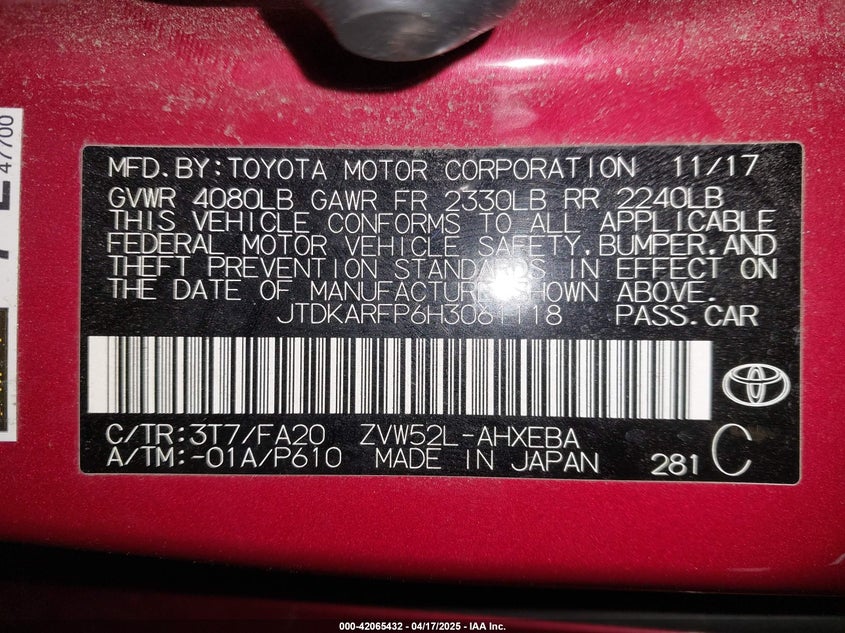 MFD.BY:TOYOTA MOTOR CORPORATION 11/17
GVWR 4080LB GAWR FR 2330LB RR 2240LB
THIS VEHICLE CONFORMS TO ALL APPLICABLE
FEDERAL MOTOR VEHICLE SAFETY,BUMPER,AND
THEFT PREVENTION STANDARDS IN EFFECT ON
THE DATE OF MANUFACTURE SHOWN ABOVE.
JTDKARFP6H3061118 PASS.CAR
C/TR:3T7/FA20 ZVW52L-AHXEBA
A/TM:-01A/P610 MADE IN JAPAN 281 C
47700
000-42065432 - 04/17/2025 - IAA Inc.